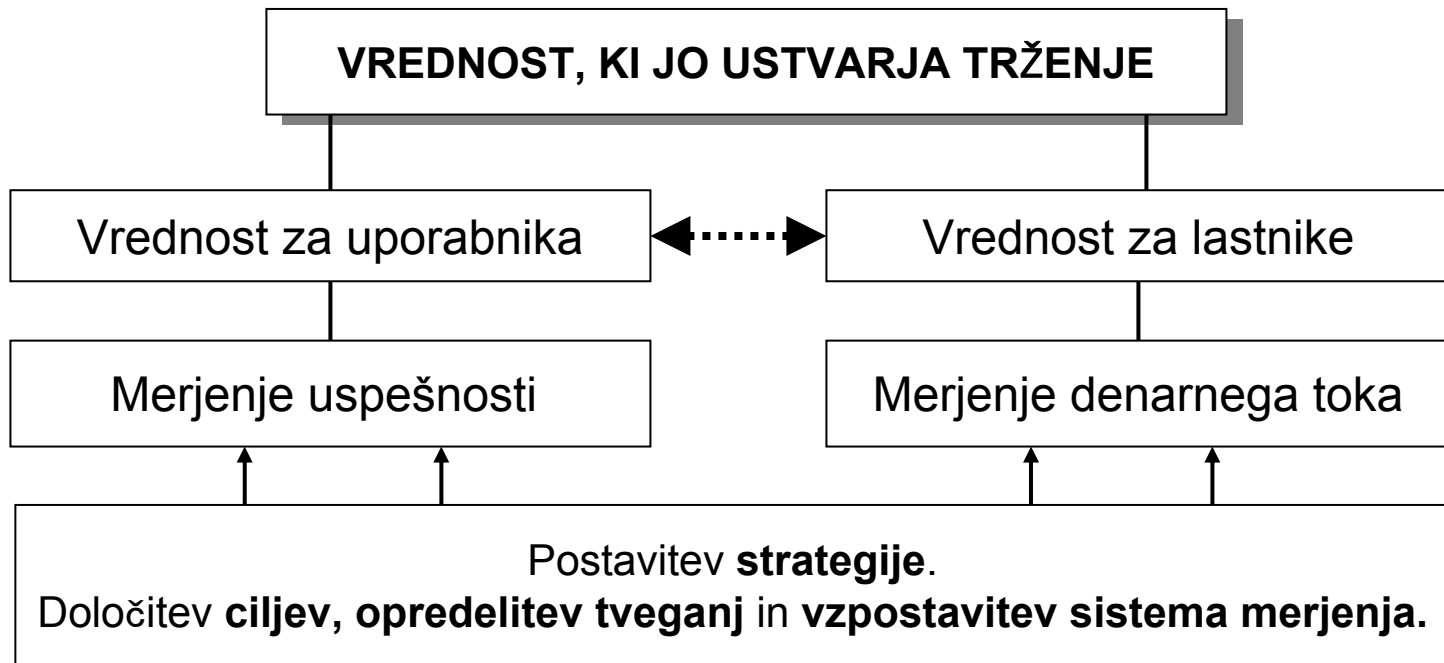 VREDNOST, KI JO USTVARJA TRŽENJE
Vrednost za uporabnika
Vrednost za lastnike
Merjenje uspešnosti
Merjenje denarnega toka
Postavitev strategije.
Določitev ciljev, opredelitev tveganj in vzpostavitev sistema merjenja.